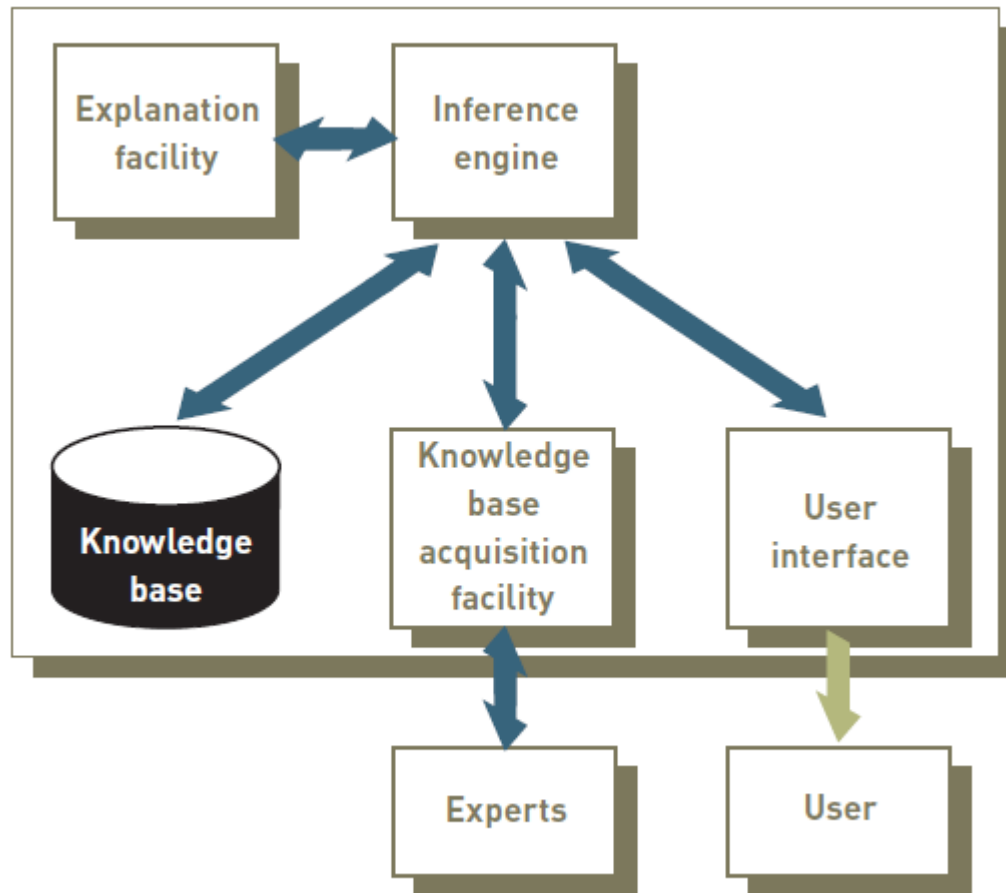 Explanation
facility
Inference
engine
Knowledge
base
Knowledge
base
acquisition
facility
User
interface
Experts
User